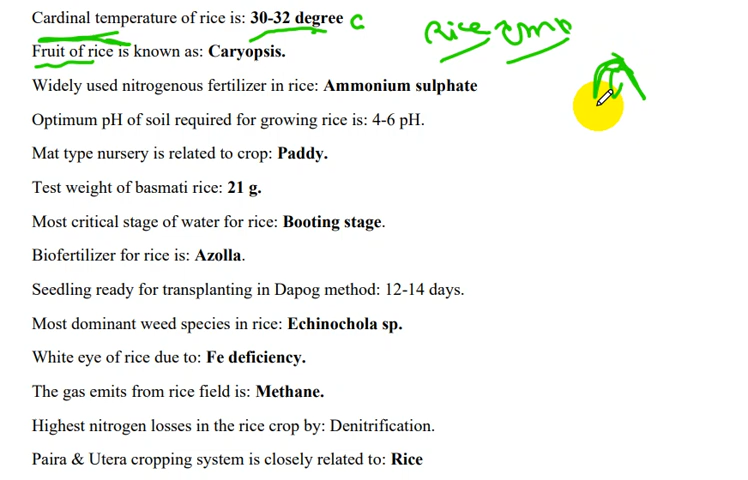 Cardinal temperature of rice is: 30-32 degree C
Rice
Fruit of rice is known as: Caryopsis.
Widely used nitrogenous fertilizer in rice: Ammonium sulphate
Optimum pH of soil required for growing rice is: 4-6 pH.
Mat type nursery is related to crop: Paddy.
Test weight of basmati rice: 21 g.
Most critical stage of water for rice: Booting stage.
Biofertilizer for rice is: Azolla.
Seedling ready for transplanting in Dapog method: 12-14 days.
Most dominant weed species in rice: Echinochola sp.
White eye of rice due to: Fe deficiency.
The gas emits from rice field is: Methane.
Highest nitrogen losses in the rice crop by: Denitrification.
Paira & Utera cropping system is closely related to: Rice